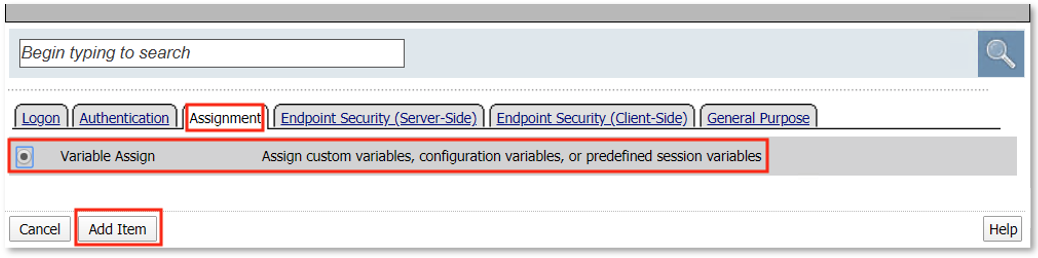 Begin typing to search
Logon Authentication Assignment Endpoint Security (Server-Side) Endpoint Security (Client-Side) General Purpose
Variable Assign Assign custom variables, configuration variables, or predefined session variables
Cancel Add Item Help